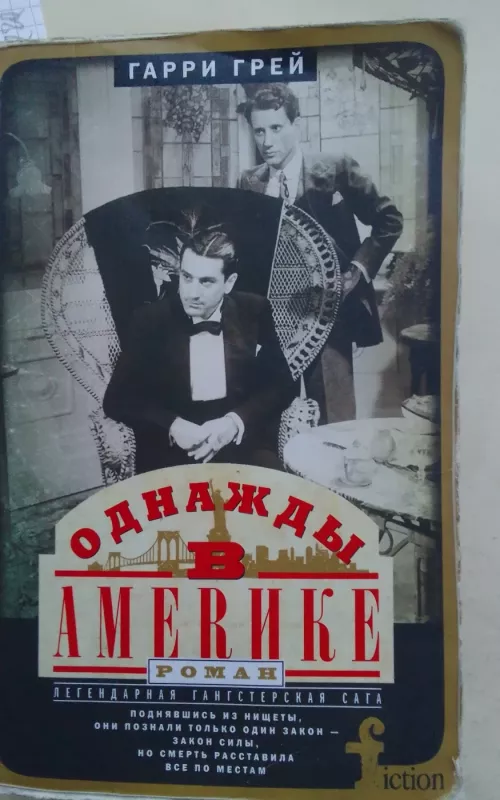 ГАРРИ ГРЕЙ
ОДНАЖДЫ
В
АМЕРИКЕ
РОМАН
ЛЕГЕНДАРНАЯ ГАНГСТЕРСКАЯ САГА
ПОДНЯВШИСЬ ИЗ НИЩЕТЫ,
ОНИ ПОЗНАЛИ ТОЛЬКО ОДИН ЗАКОН —
ЗАКОН СИЛЫ,
НО СМЕРТЬ РАССТАВИЛА
ВСЕ ПО МЕСТАМ
fiction